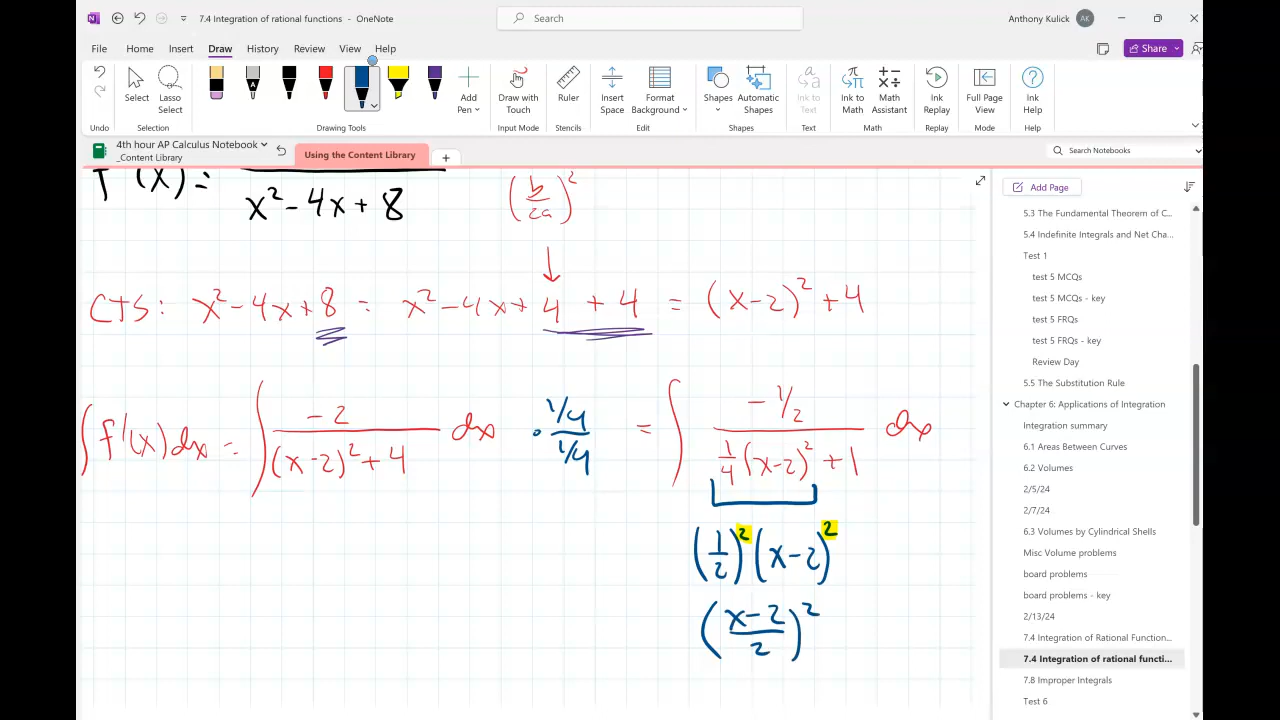 7.4 Integration of rational functions - OneNote
Search
Anthony Kulick
AK
File Home Insert Draw History Review View Help
Share
Undo
Select
Lasso Select
Add Pen
Draw with Touch
Ruler
Insert Space
Format Background
Shapes
Automatic Shapes
Ink to Text
Ink to Math
Math Assistant
Ink Replay
Full Page View
Ink Help
Undo Selection Drawing Tools Input Mode Stencils Edit Shapes Text Math Replay Mode Help
4th hour AP Calculus Notebook
_Content Library
Using the Content Library
+
Search Notebooks
f'(x) =
x² - 4x + 8
(b/2a)²
↓
CTS: x² - 4x + 8 = x² - 4x + 4 + 4 = (x-2)² + 4
∫ f'(x) dx = ∫ -2/((x-2)² + 4) dx · (1/4)/(1/4) = ∫ (-1/2)/(1/4 (x-2)² + 1) dx
(1/2)² (x-2)²
((x-2)/2)²
Add Page
5.3 The Fundamental Theorem of C...
5.4 Indefinite Integrals and Net Cha...
Test 1
test 5 MCQs
test 5 MCQs - key
test 5 FRQs
test 5 FRQs - key
Review Day
5.5 The Substitution Rule
Chapter 6: Applications of Integration
Integration summary
6.1 Areas Between Curves
6.2 Volumes
2/5/24
2/7/24
6.3 Volumes by Cylindrical Shells
Misc Volume problems
board problems
board problems - key
2/13/24
7.4 Integration of Rational Function...
7.4 Integration of rational functi...
7.8 Improper Integrals
Test 6